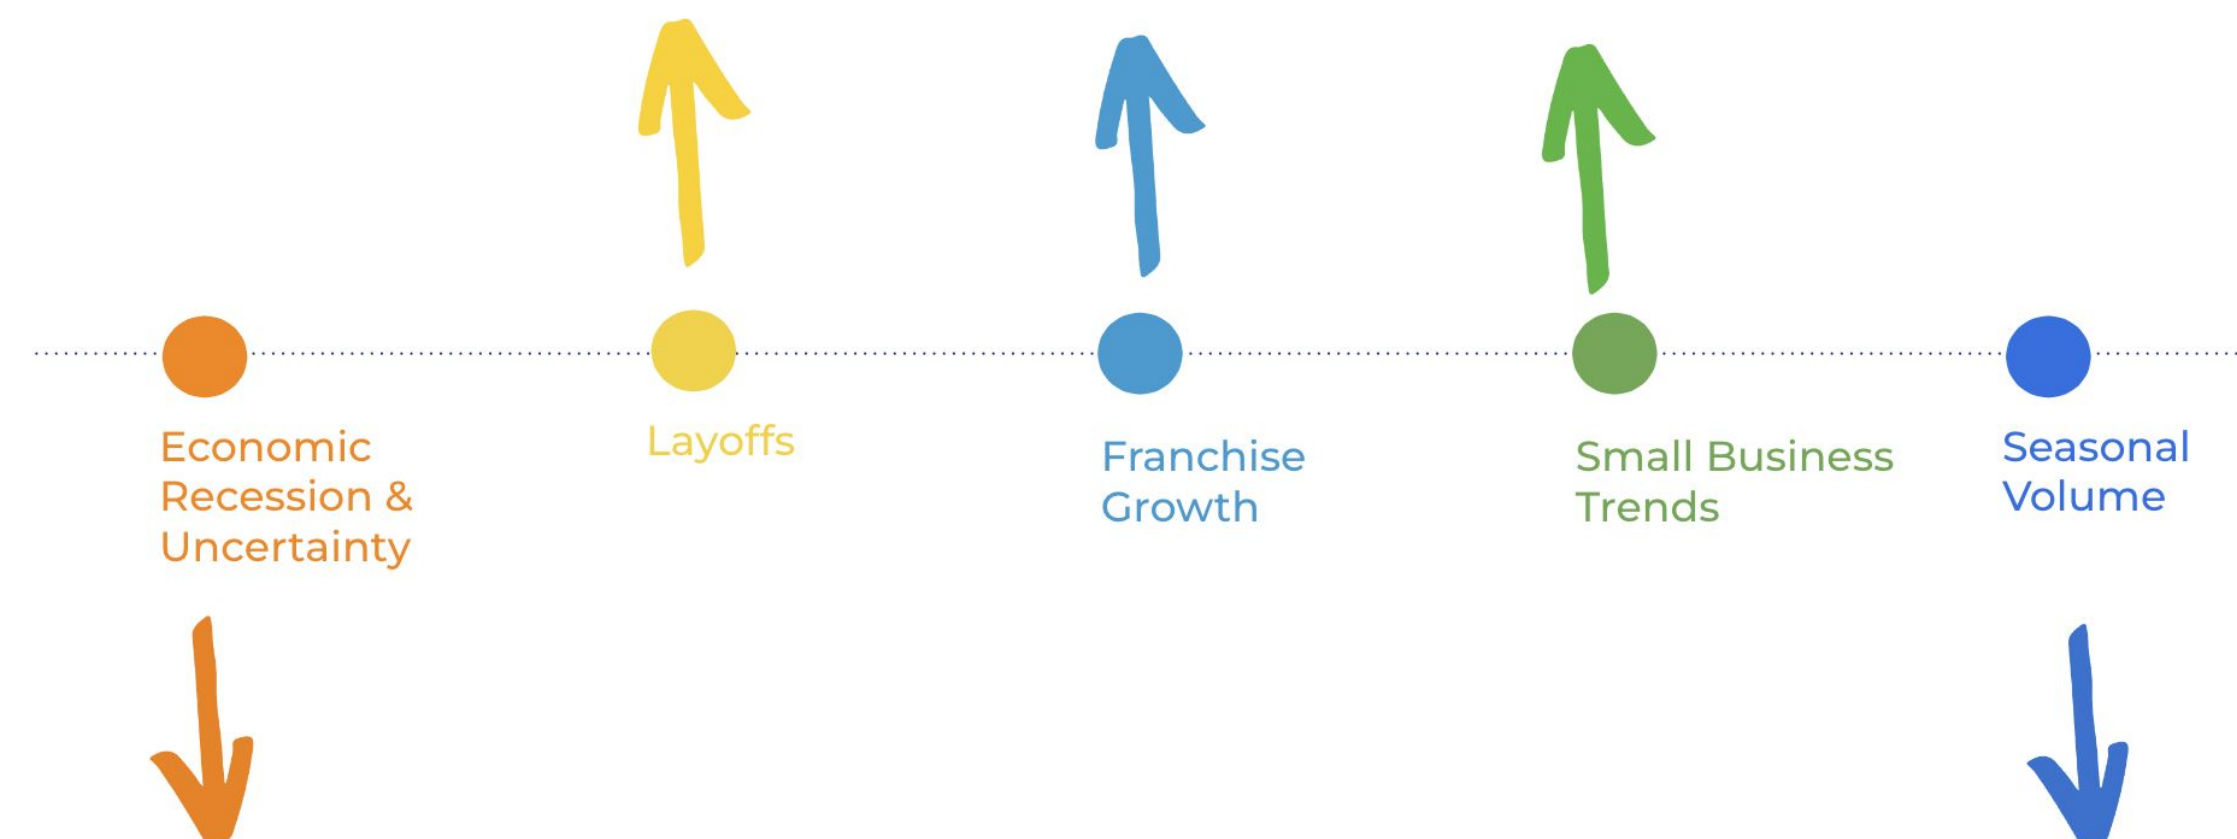 Economic
Recession &
Uncertainty
Layoffs
Franchise
Growth
Small Business
Trends
Seasonal
Volume